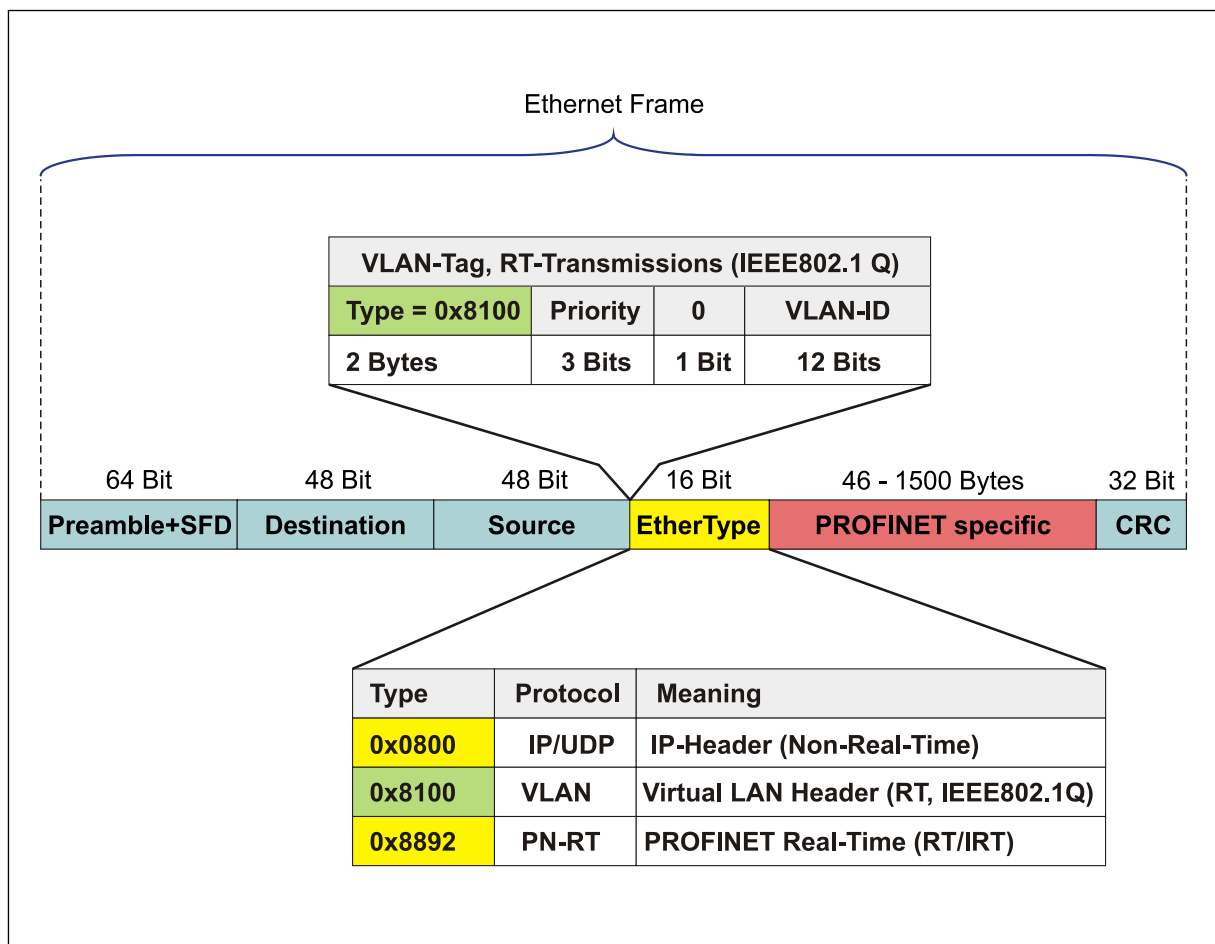 Ethernet Frame
VLAN-Tag, RT-Transmissions (IEEE802.1 Q)
Type = 0x8100 Priority 0 VLAN-ID
2 Bytes 3 Bits 1 Bit 12 Bits
64 Bit 48 Bit 48 Bit 16 Bit 46 - 1500 Bytes 32 Bit
Preamble+SFD Destination Source EtherType PROFINET specific CRC
Type Protocol Meaning
0x0800 IP/UDP IP-Header (Non-Real-Time)
0x8100 VLAN Virtual LAN Header (RT, IEEE802.1Q)
0x8892 PN-RT PROFINET Real-Time (RT/IRT)